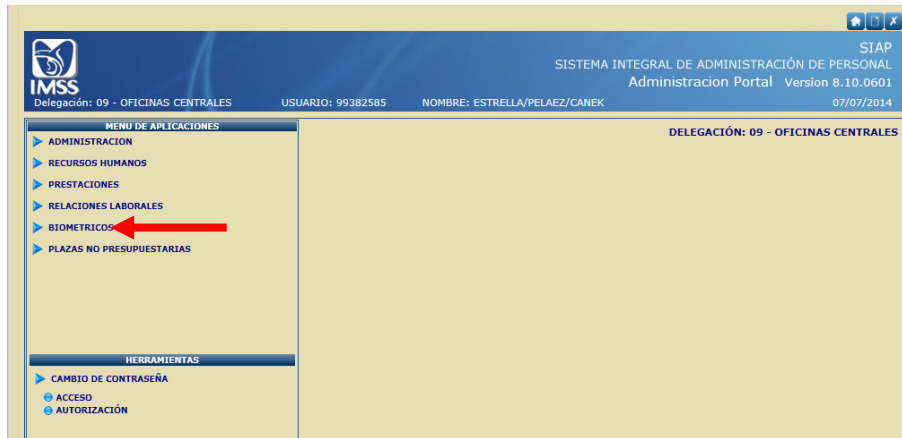 SIAP
SISTEMA INTEGRAL DE ADMINISTRACIÓN DE PERSONAL
IMSS
Administracion Portal Version 8.10.0601
Delegación: 09 - OFICINAS CENTRALES USUARIO: 99382585 NOMBRE: ESTRELLA/PELAEZ/CANEK 07/07/2014
MENU DE APLICACIONES
DELEGACIÓN: 09 - OFICINAS CENTRALES
ADMINISTRACION
RECURSOS HUMANOS
PRESTACIONES
RELACIONES LABORALES
BIOMETRICOS
PLAZAS NO PRESUPUESTARIAS
HERRAMIENTAS
CAMBIO DE CONTRASEÑA
ACCESO
AUTORIZACIÓN